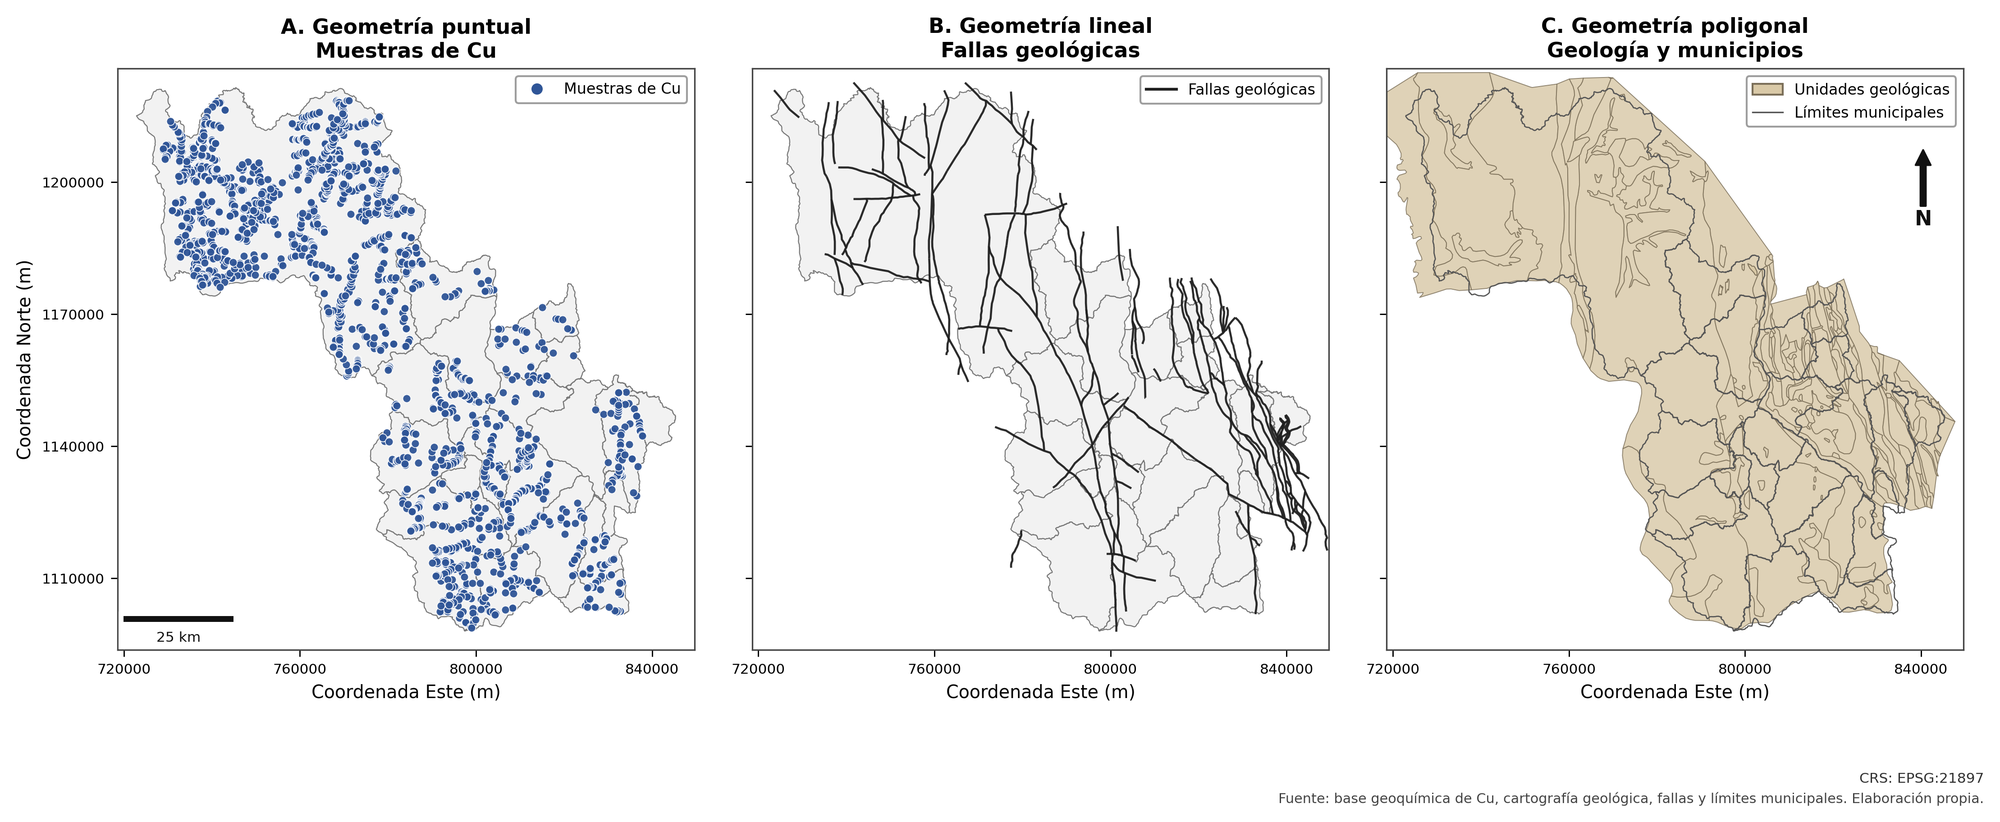 A. Geometría puntual
Muestras de Cu
Muestras de Cu
Coordenada Norte (m)
1200000
1170000
1140000
1110000
25 km
720000
760000
800000
840000
Coordenada Este (m)
B. Geometría lineal
Fallas geológicas
Fallas geológicas
720000
760000
800000
840000
Coordenada Este (m)
C. Geometría poligonal
Geología y municipios
Unidades geológicas
Límites municipales
N
720000
760000
800000
840000
Coordenada Este (m)
CRS: EPSG:21897
Fuente: base geoquímica de Cu, cartografía geológica, fallas y límites municipales. Elaboración propia.